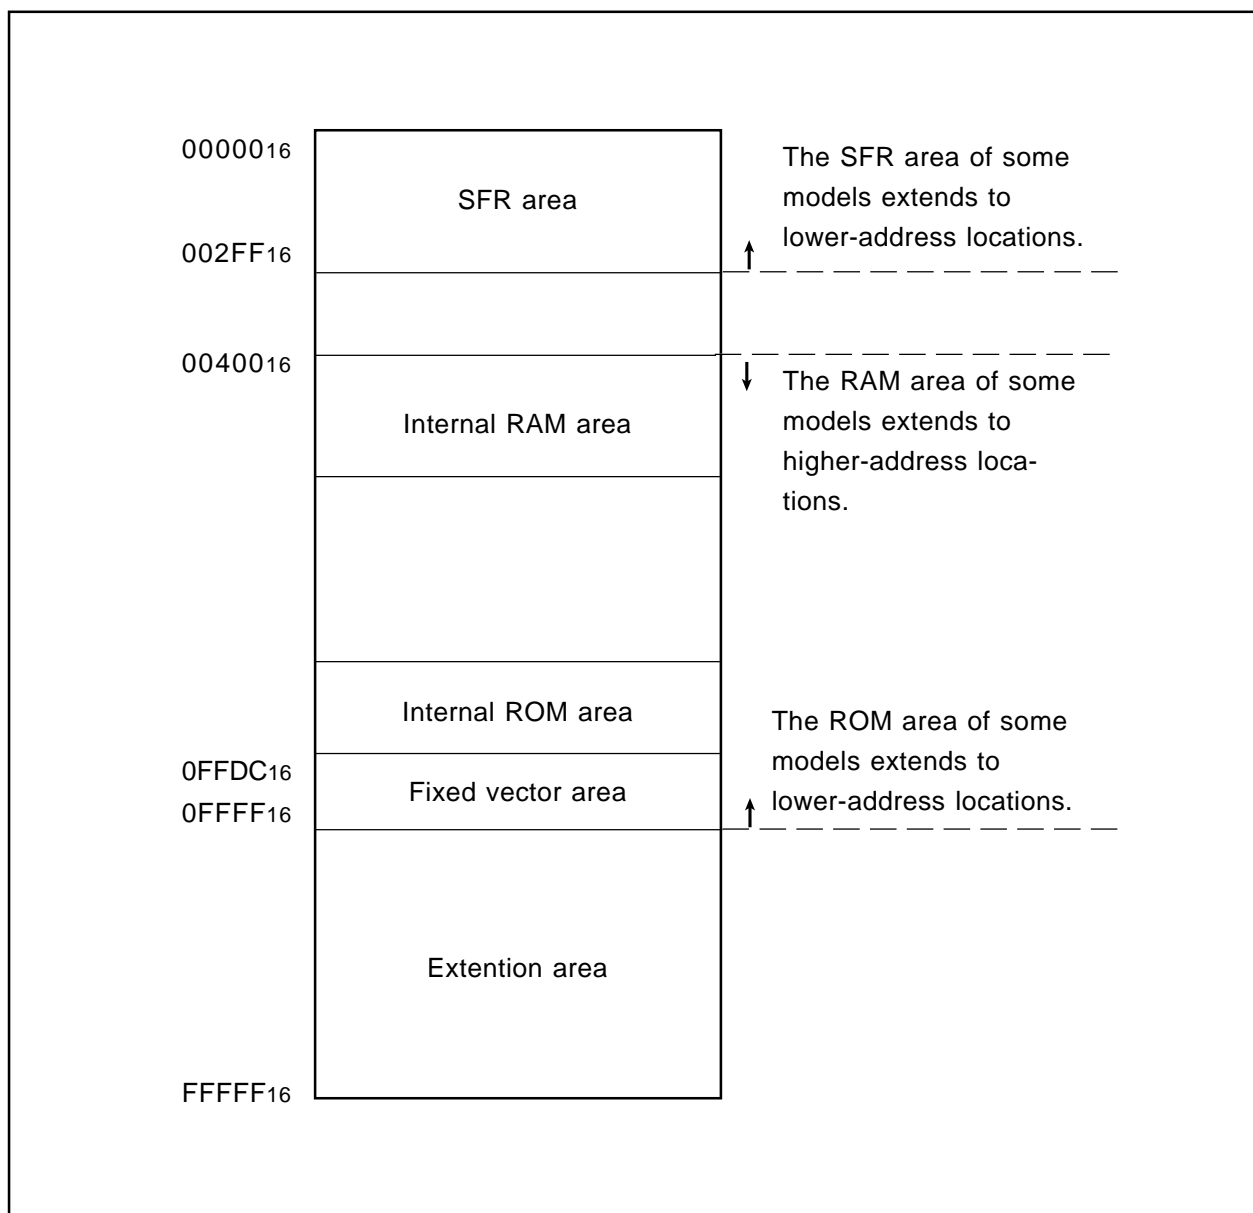 0000016
SFR area
The SFR area of some
models extends to
lower-address locations.
002FF16
0040016
Internal RAM area
The RAM area of some
models extends to
higher-address loca-
tions.
Internal ROM area
The ROM area of some
models extends to
lower-address locations.
0FFDC16
Fixed vector area
0FFFF16
Extention area
FFFFF16